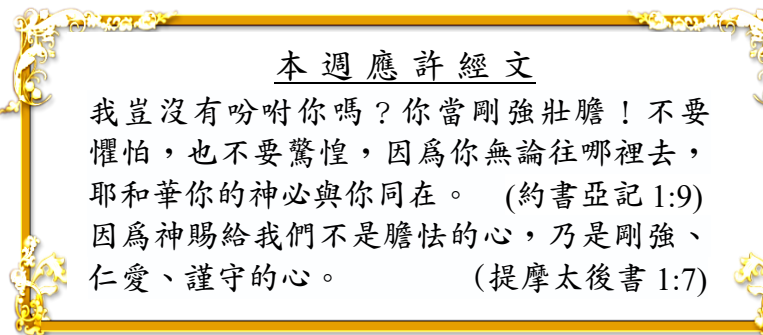 本週應許經文
我豈沒有吩咐你嗎？你當剛強壯膽！不要
懼怕，也不要驚惶，因爲你無論往哪裡去，
耶和華你的神必與你同在。 (約書亞記 1:9)
因爲神賜給我們不是膽怯的心，乃是剛強、
仁愛、謹守的心。 （提摩太後書 1:7)